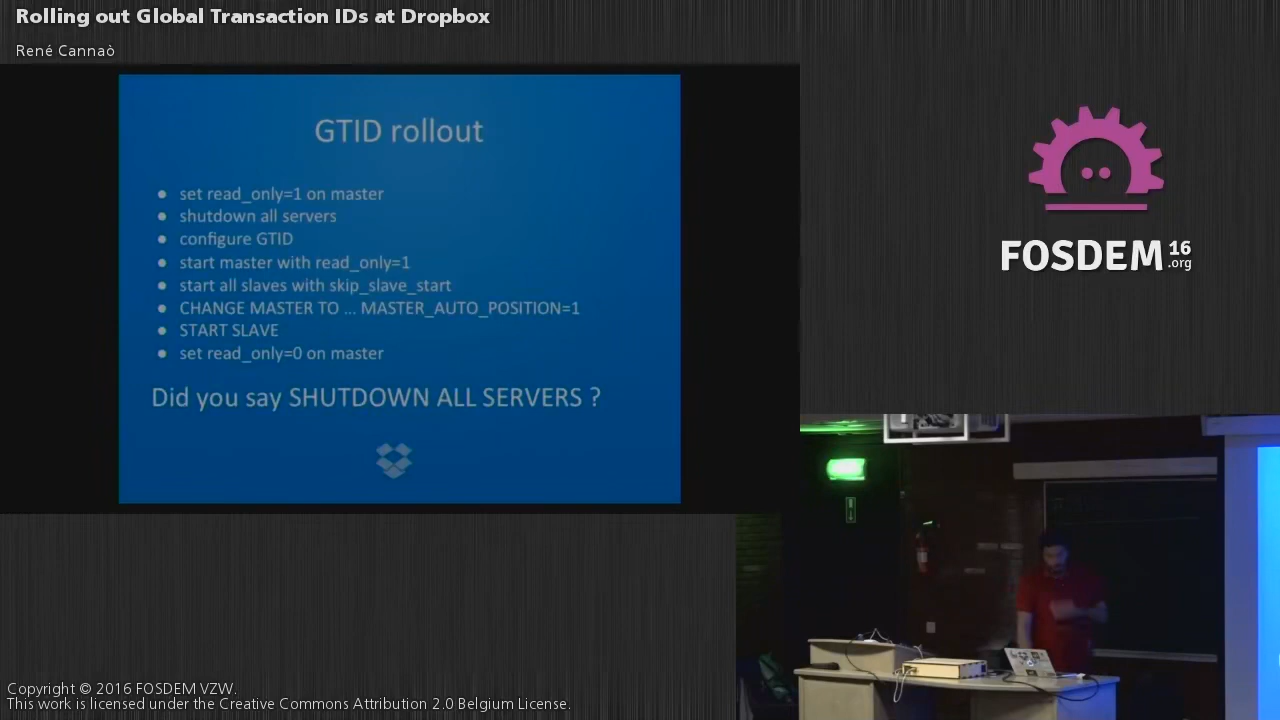 Rolling out Global Transaction IDs at Dropbox
René Cannaò
GTID rollout
● set read_only=1 on master
● shutdown all servers
● configure GTID
● start master with read_only=1
● start all slaves with skip_slave_start
● CHANGE MASTER TO ... MASTER_AUTO_POSITION=1
● START SLAVE
● set read_only=0 on master
Did you say SHUTDOWN ALL SERVERS ?
FOSDEM 16 .org
Copyright © 2016 FOSDEM VZW.
This work is licensed under the Creative Commons Attribution 2.0 Belgium License.